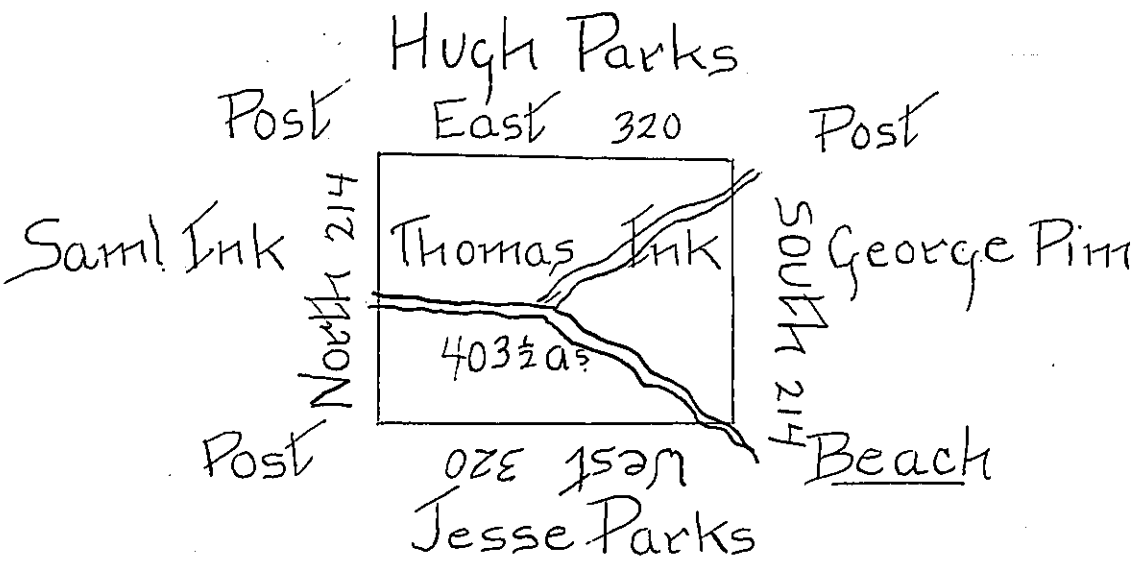 Hugh Parks
Post East 320 Post
Saml Ink North 214 Thomas Ink South 214 George Pim
403½ as.
Post West 320 Beach
Jesse Parks